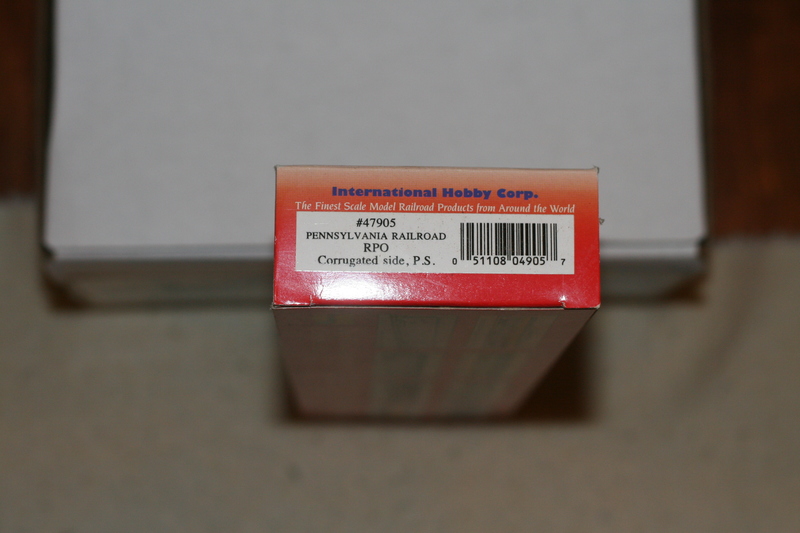 International Hobby Corp.
The Finest Scale Model Railroad Products from Around the World
#47905
PENNSYLVANIA RAILROAD
RPO
Corrugated side, P.S.
0 51108 04905 7